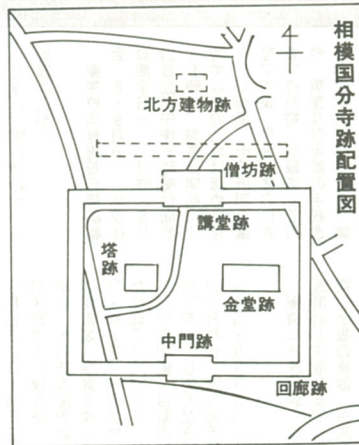 相模国分寺跡配置図
北方建物跡
僧坊跡
講堂跡
塔跡
金堂跡
中門跡
回廊跡